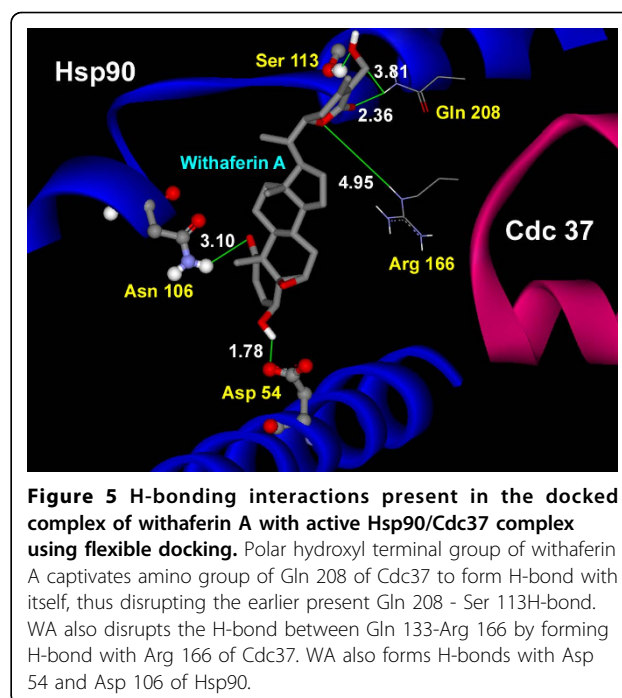 Hsp90
Ser 113
3.81
2.36
Gln 208
Withaferin A
4.95
Cdc 37
3.10
Arg 166
Asn 106
1.78
Asp 54
Figure 5 H-bonding interactions present in the docked
complex of withaferin A with active Hsp90/Cdc37 complex
using flexible docking. Polar hydroxyl terminal group of withaferin
A captivates amino group of Gln 208 of Cdc37 to form H-bond with
itself, thus disrupting the earlier present Gln 208 - Ser 113H-bond.
WA also disrupts the H-bond between Gln 133-Arg 166 by forming
H-bond with Arg 166 of Cdc37. WA also forms H-bonds with Asp
54 and Asp 106 of Hsp90.